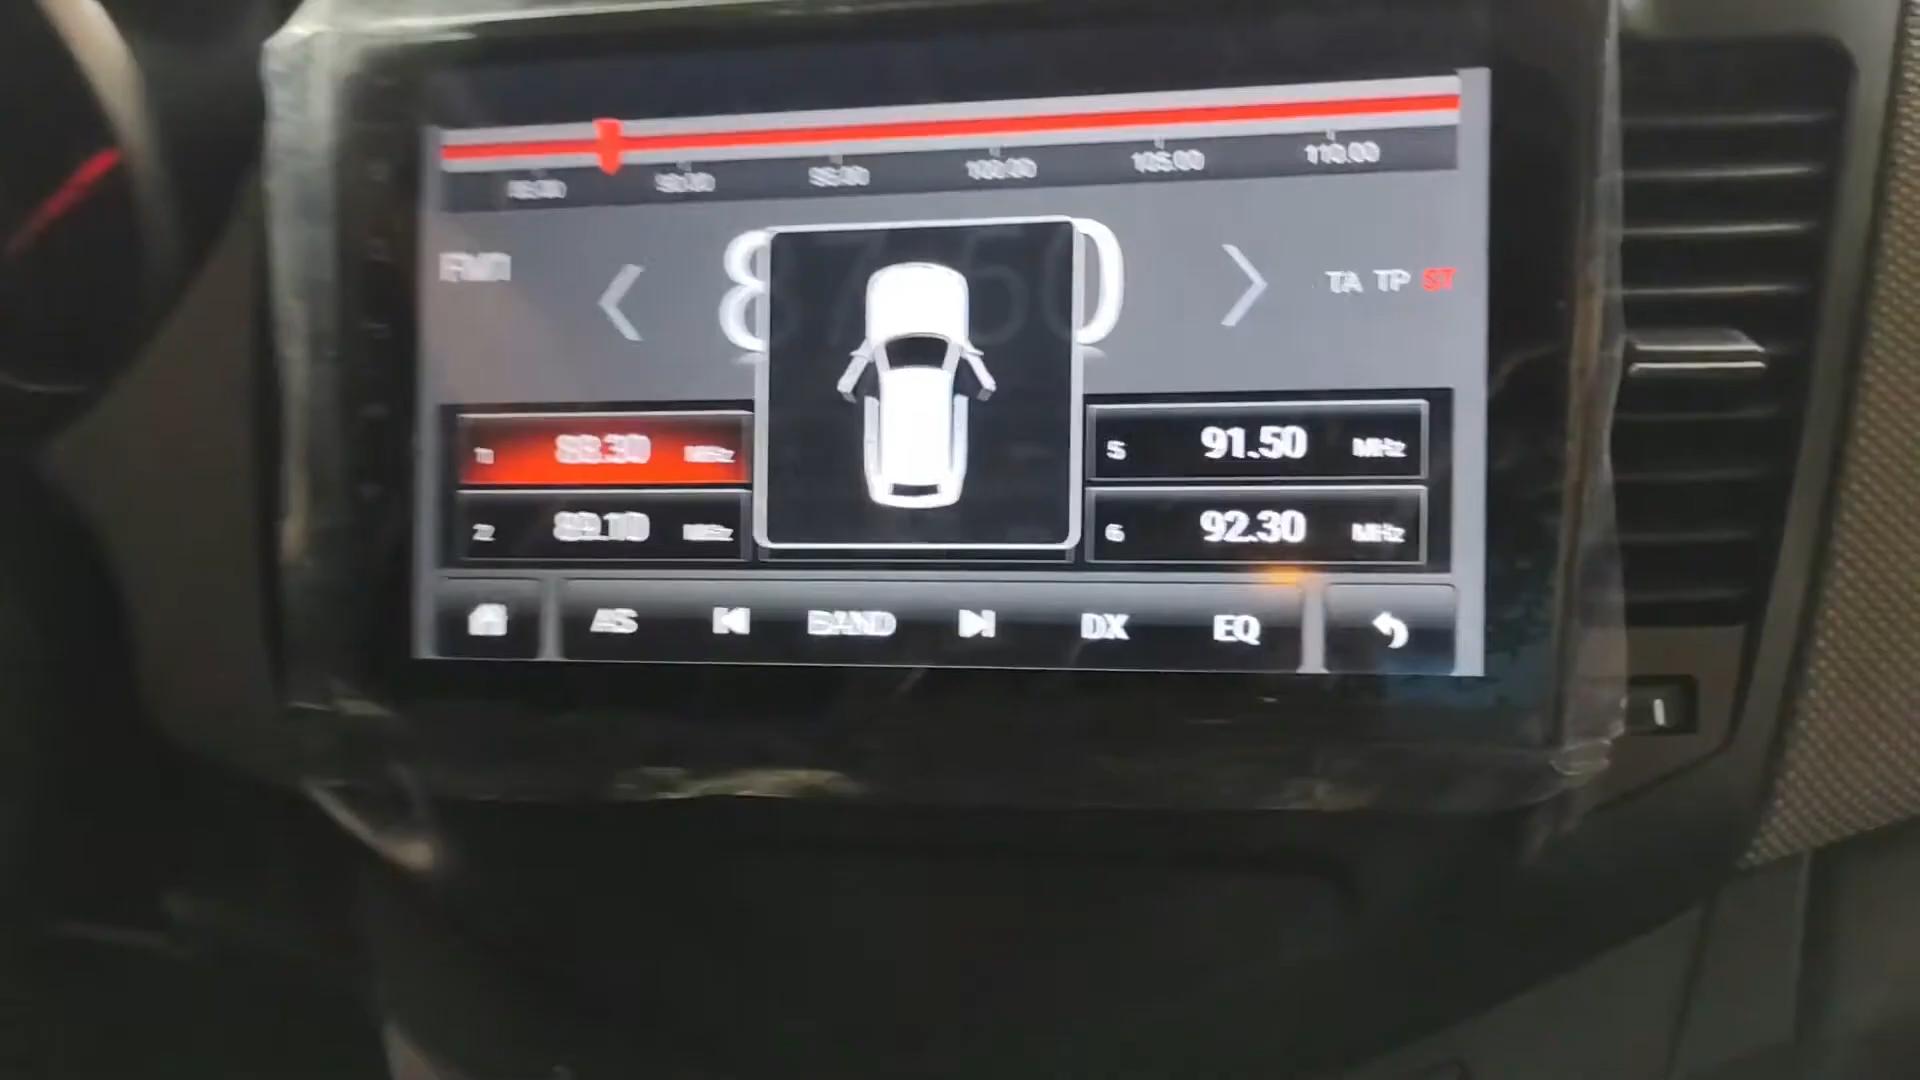 85.00 90.00 95.00 100.00 105.00 110.00
FM1 87.50 TA TP ST
1 88.30 MHz
5 91.50 MHz
2 89.10 MHz
6 92.30 MHz
AS BAND DX EQ